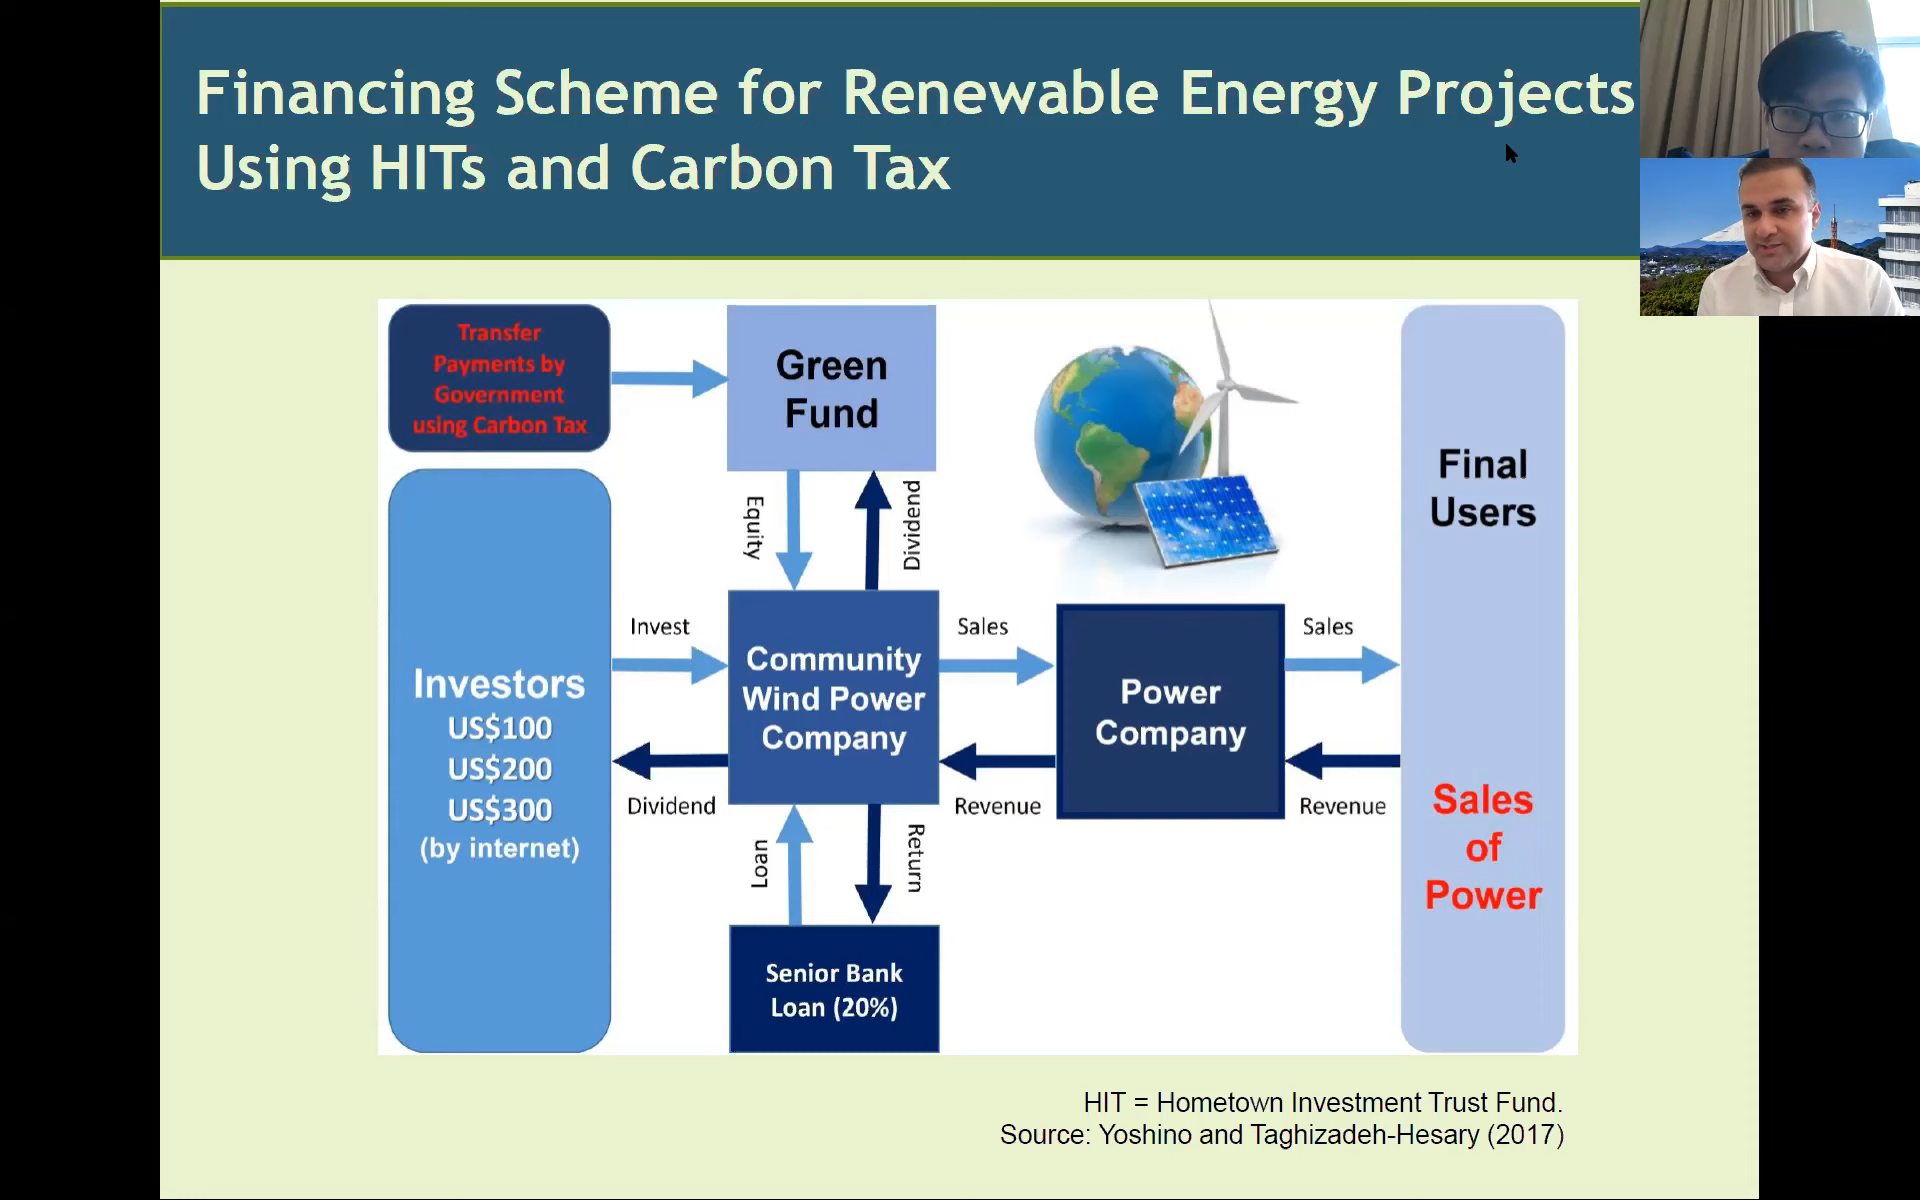 Financing Scheme for Renewable Energy Projects
Using HITs and Carbon Tax
Transfer
Payments by
Government
using Carbon Tax
Green
Fund
Equity
Dividend
Final
Users
Investors
US$100
US$200
US$300
(by internet)
Invest
Dividend
Community
Wind Power
Company
Sales
Revenue
Power
Company
Sales
Revenue
Sales
of
Power
Loan
Return
Senior Bank
Loan (20%)
HIT = Hometown Investment Trust Fund.
Source: Yoshino and Taghizadeh-Hesary (2017)